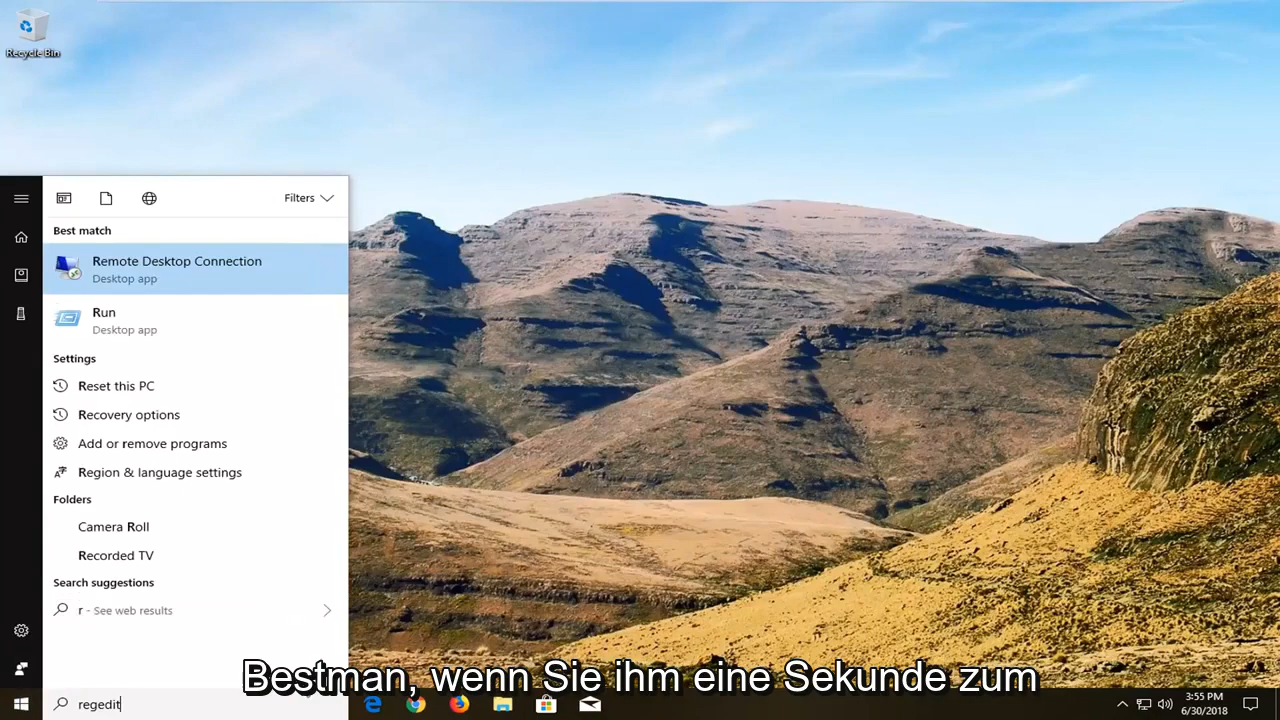 Recycle Bin
Filters
Best match
Remote Desktop Connection
Desktop app
Run
Desktop app
Settings
Reset this PC
Recovery options
Add or remove programs
Region & language settings
Folders
Camera Roll
Recorded TV
Search suggestions
r - See web results
Bestman, wenn Sie ihm eine Sekunde zum
regedit
3:55 PM
6/30/2018